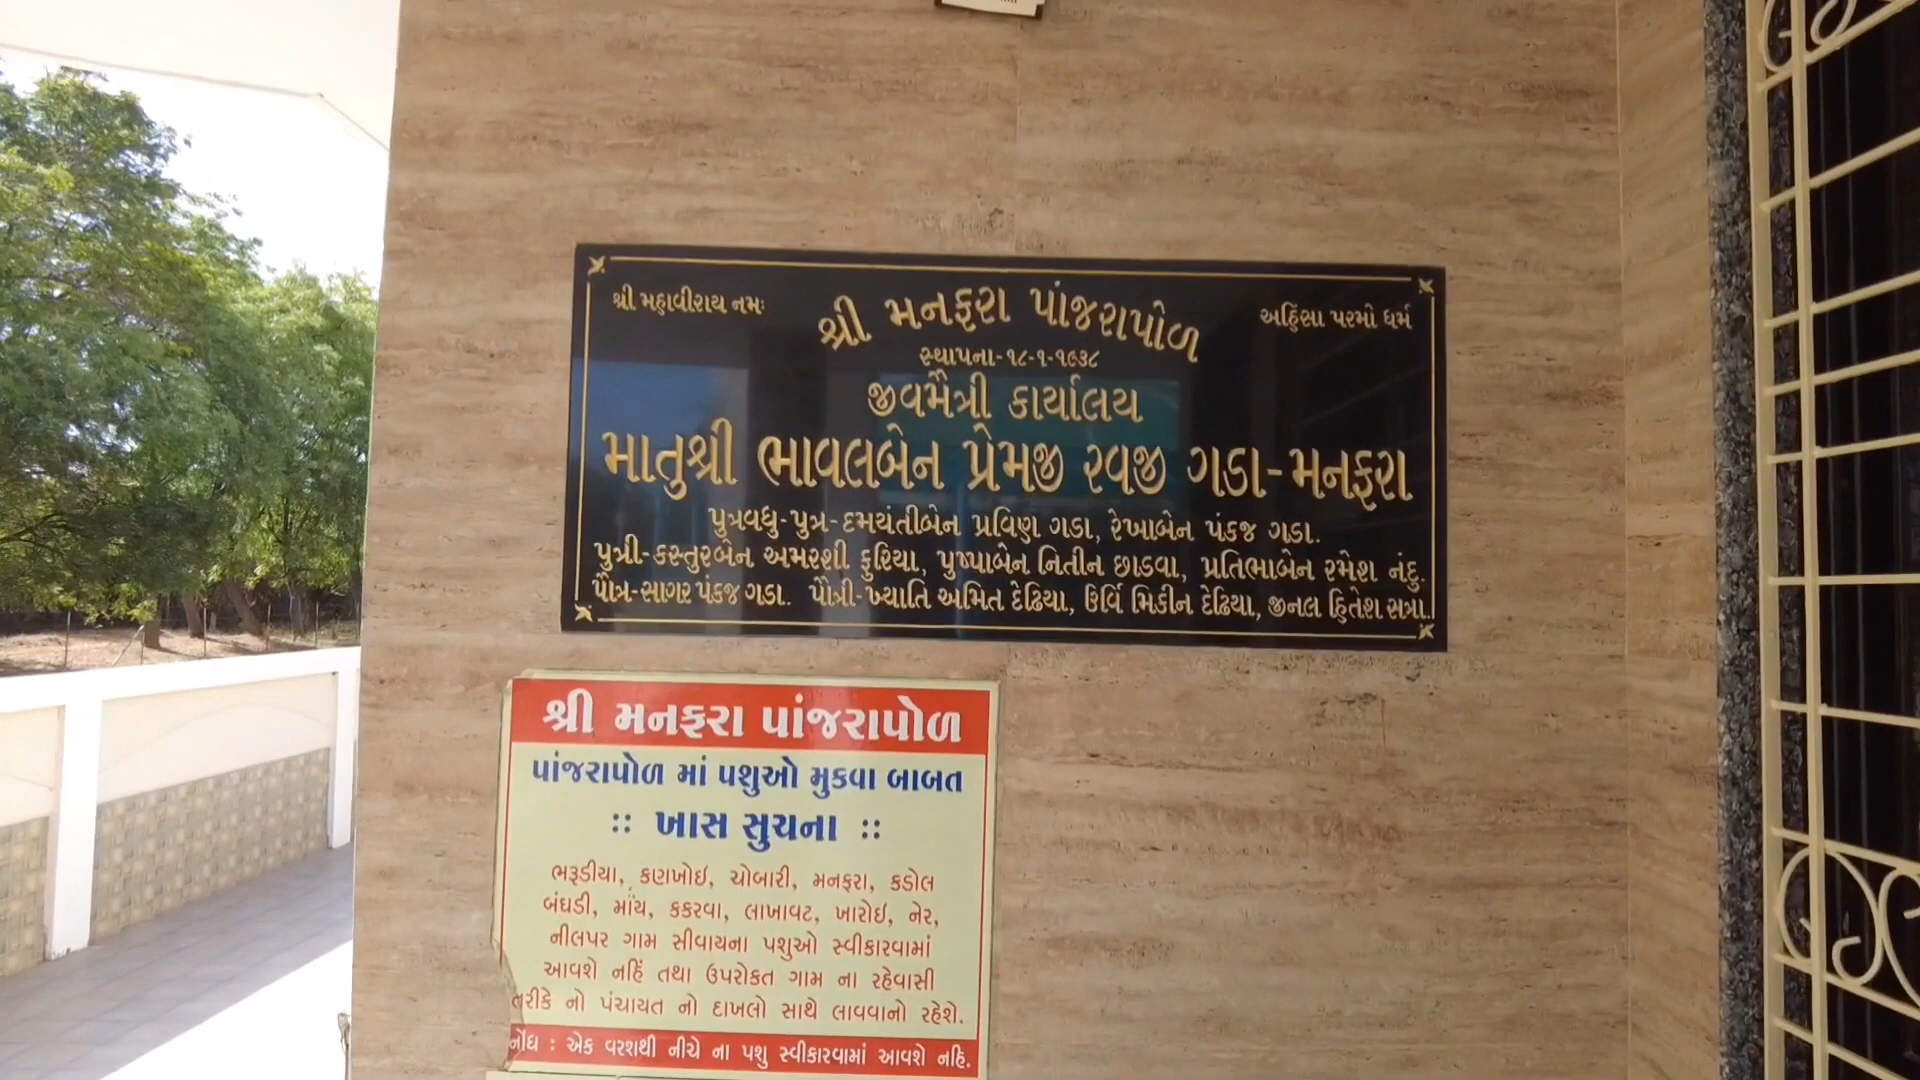 શ્રી મહાવીરાય નમઃ
શ્રી મનફરા પાંજરાપોળ
અહિંસા પરમો ધર્મ
સ્થાપના-૧૮-૧-૧૯૩૮
જીવમૈત્રી કાર્યાલય
માતુશ્રી ભાવલબેન પ્રેમજી રવજી ગડા-મનફરા
પુત્રવધુ-પુત્ર-દમયંતીબેન પ્રવિણ ગડા, રેખાબેન પંકજ ગડા.
પુત્રી-કસ્તુરબેન અમરશી ફુરિયા, પુષ્પાબેન નિતીન છાડવા, પ્રતિભાબેન રમેશ નંદુ.
પૌત્ર-સાગર પંકજ ગડા. પૌત્રી-ખ્યાતિ અમિત દેઢિયા, ઉર્વિ મિકીન દેઢિયા, જીનલ હિતેશ સત્રા.
શ્રી મનફરા પાંજરાપોળ
પાંજરાપોળ માં પશુઓ મુકવા બાબત
:: ખાસ સુચના ::
ભરૂડીયા, કણખોઇ, ચોબારી, મનફરા, કડોલ
બંધડી, માંય, કકરવા, લાખાવટ, ખારોઇ, નેર,
નીલપર ગામ સીવાયના પશુઓ સ્વીકારવામાં
આવશે નહિં તથા ઉપરોકત ગામ ના રહેવાસી
તરીકે નો પંચાયત નો દાખલો સાથે લાવવાનો રહેશે.
નોંધ : એક વરશથી નીચે ના પશુ સ્વીકારવામાં આવશે નહિ.